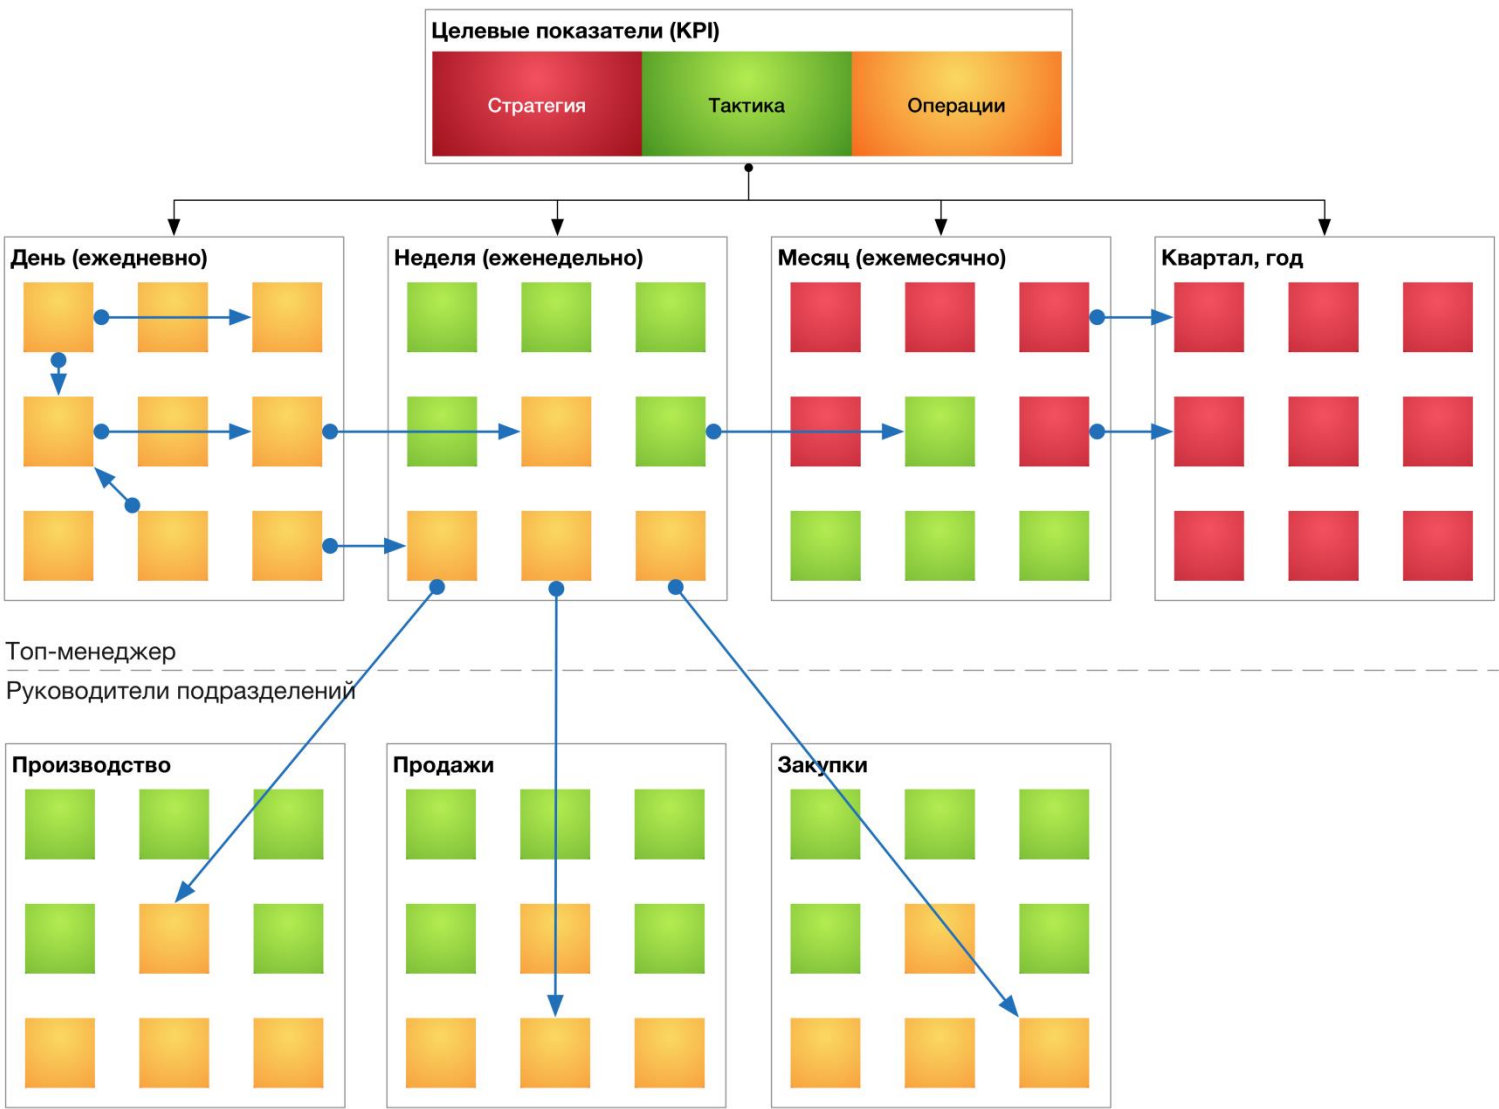 Целевые показатели (KPI)
Стратегия
Тактика
Операции
День (ежедневно)
Неделя (еженедельно)
Месяц (ежемесячно)
Квартал, год
Топ-менеджер
Руководители подразделений
Производство
Продажи
Закупки